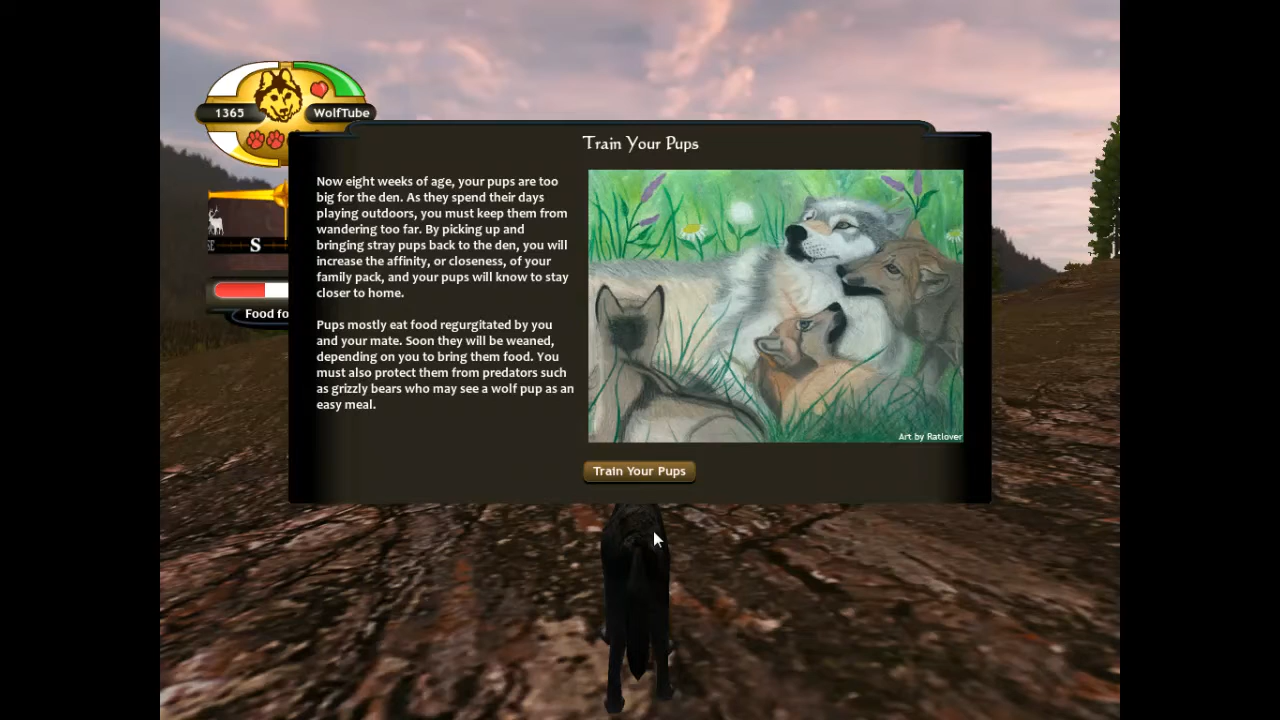 1365
WolfTube
SE
S
Food fo
Train Your Pups
Now eight weeks of age, your pups are too
big for the den. As they spend their days
playing outdoors, you must keep them from
wandering too far. By picking up and
bringing stray pups back to the den, you will
increase the affinity, or closeness, of your
family pack, and your pups will know to stay
closer to home.
Pups mostly eat food regurgitated by you
and your mate. Soon they will be weaned,
depending on you to bring them food. You
must also protect them from predators such
as grizzly bears who may see a wolf pup as an
easy meal.
Art by Ratlover
Train Your Pups